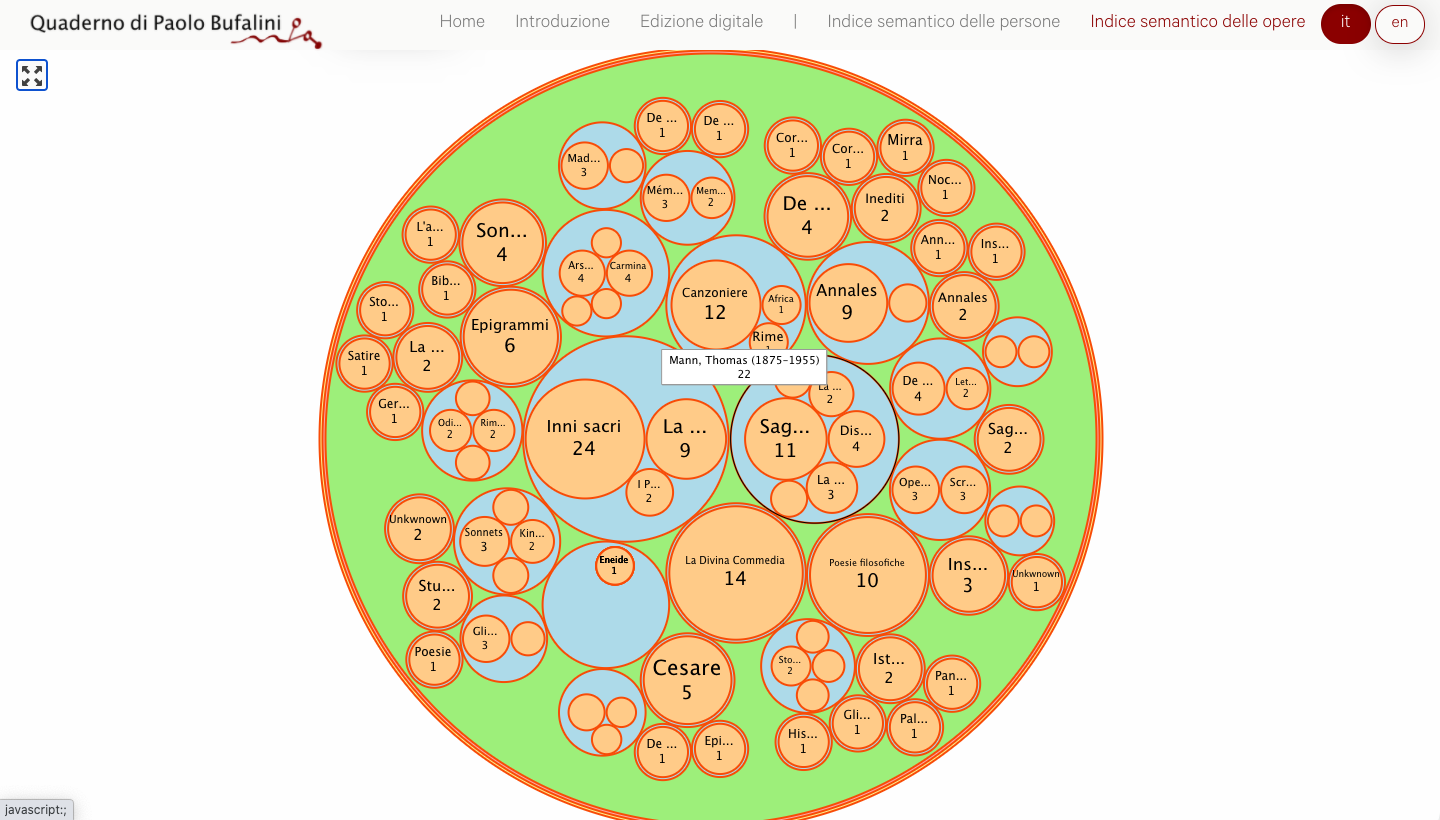 Quaderno di Paolo Bufalini
Home
Introduzione
Edizione digitale
|
Indice semantico delle persone
Indice semantico delle opere
it
en
De ...
1
De ...
1
Cor...
1
Cor...
1
Mirra
1
Mad...
3
Mém...
3
Mem...
2
De ...
4
Inediti
2
Noc...
1
L'a...
1
Son...
4
Ann...
1
Ins...
1
Ars...
4
Carmina
4
Bib...
1
Sto...
1
Canzoniere
12
Africa
1
Annales
9
Annales
2
Epigrammi
6
Rime
1
Satire
1
La ...
2
Mann, Thomas (1875-1955)
22
De ...
4
Let...
2
La ...
2
Ger...
1
Odi...
2
Rim...
2
Inni sacri
24
La ...
9
Sag...
11
Dis...
4
Sag...
2
I P...
2
La ...
3
Ope...
3
Scr...
3
Unkwnown
2
Sonnets
3
Kin...
2
Eneide
1
La Divina Commedia
14
Poesie filosofiche
10
Ins...
3
Unkwnown
1
Stu...
2
Gli...
3
Poesie
1
Cesare
5
Sto...
2
Ist...
2
Pan...
1
De ...
1
Epi...
1
His...
1
Gli...
1
Pal...
1
javascript:;